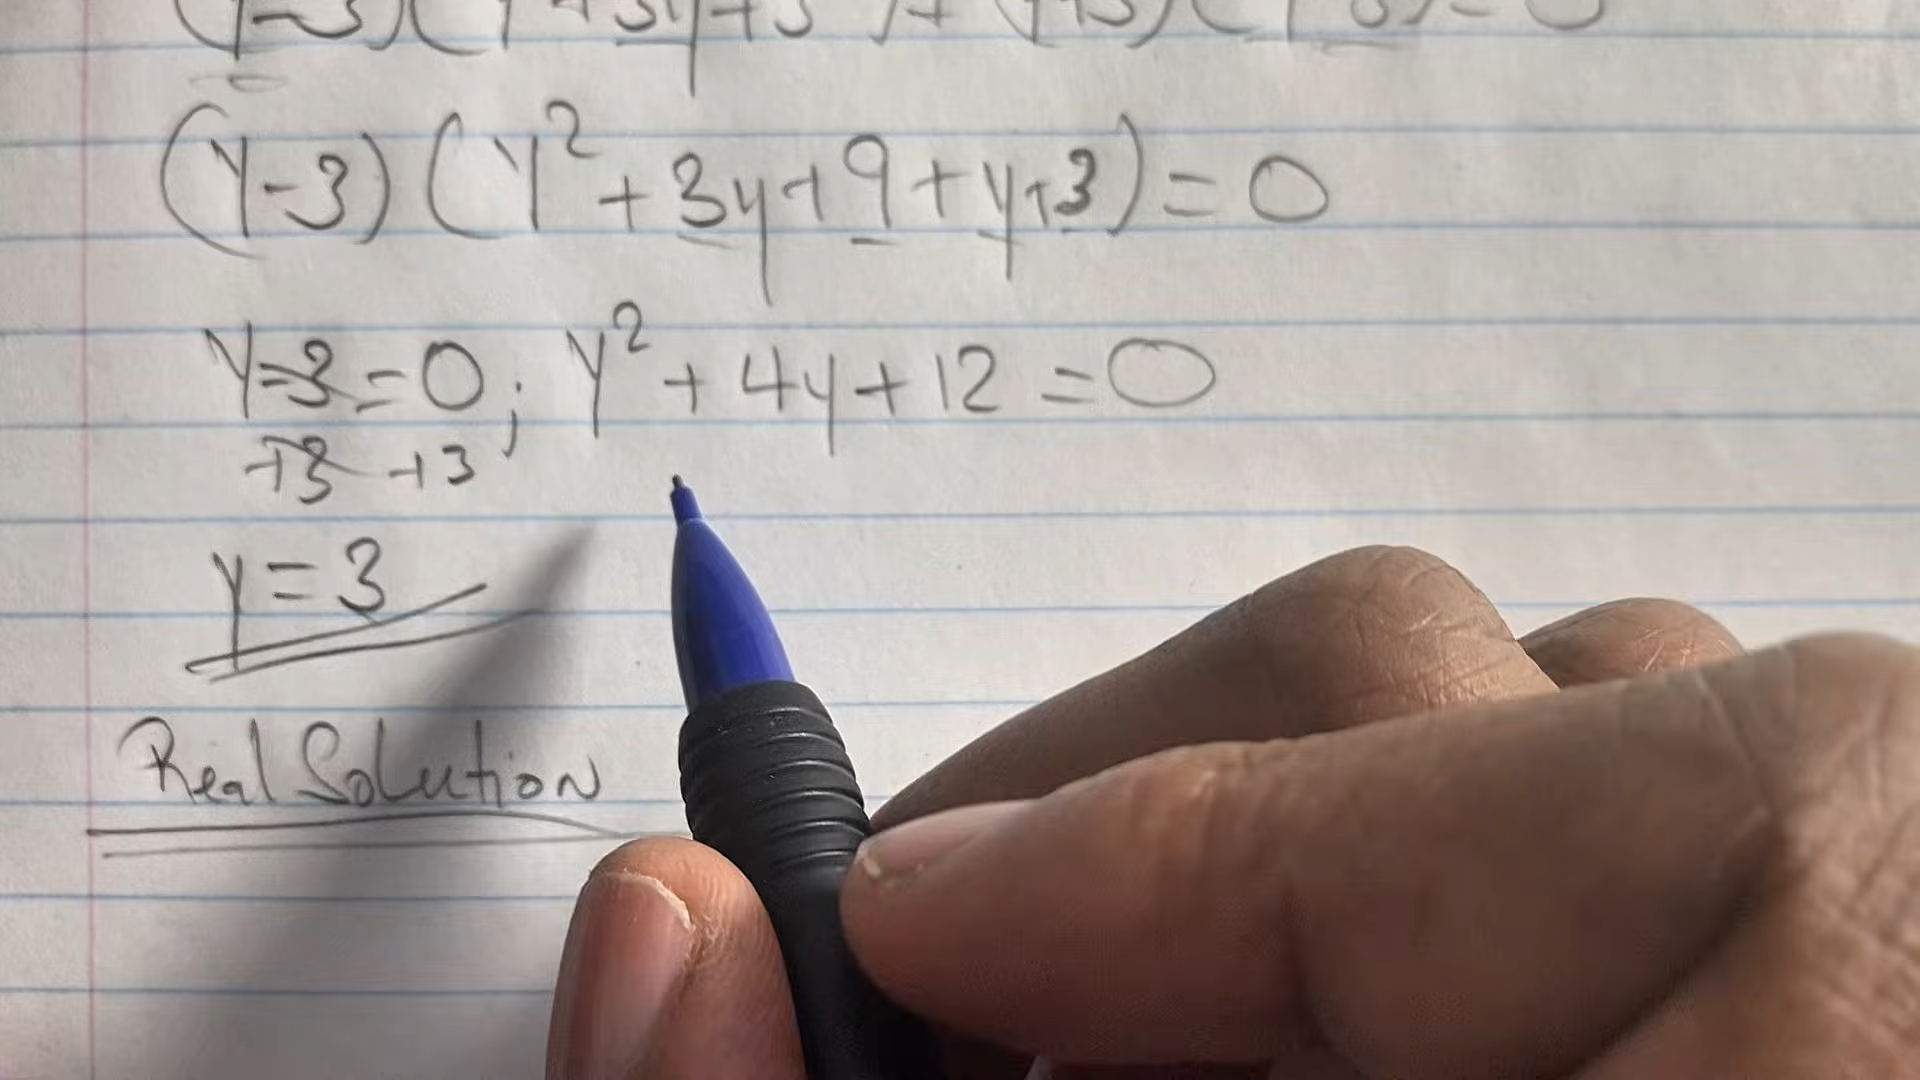 (y-3)(y²+3y+9+y+3)=0
y-3=0; y²+4y+12=0
+3 +3
y=3
Real Solution